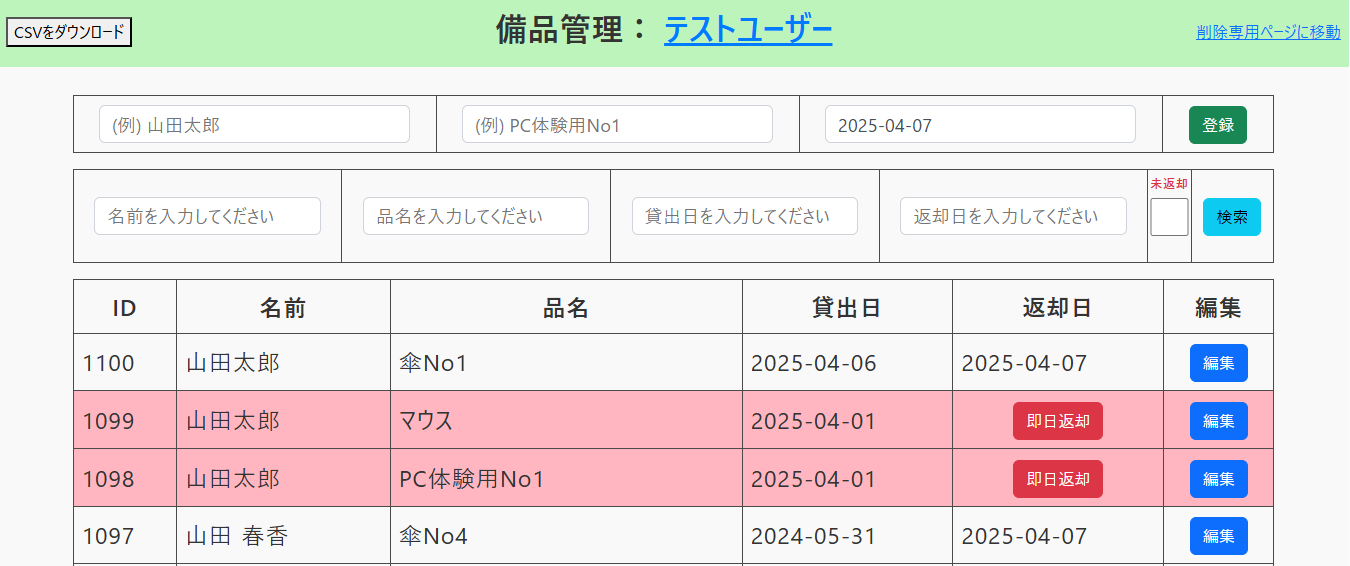 CSVをダウンロード 備品管理： テストユーザー 削除専用ページに移動
(例) 山田太郎 (例) PC体験用No1 2025-04-07 登録
未返却
名前を入力してください 品名を入力してください 貸出日を入力してください 返却日を入力してください 検索
ID 名前 品名 貸出日 返却日 編集
1100 山田太郎 傘No1 2025-04-06 2025-04-07 編集
1099 山田太郎 マウス 2025-04-01 即日返却 編集
1098 山田太郎 PC体験用No1 2025-04-01 即日返却 編集
1097 山田 春香 傘No4 2024-05-31 2025-04-07 編集